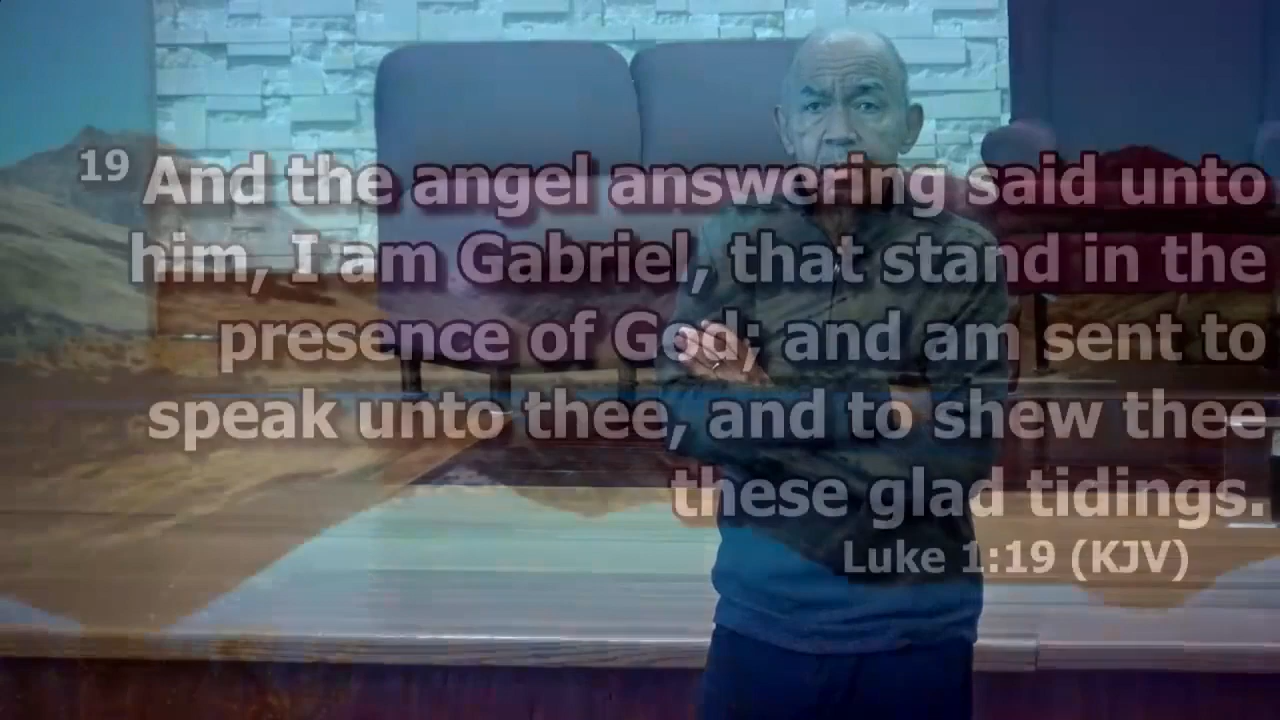 19 And the angel answering said unto
him, I am Gabriel, that stand in the
presence of God; and am sent to
speak unto thee, and to shew thee
these glad tidings.
Luke 1:19 (KJV)